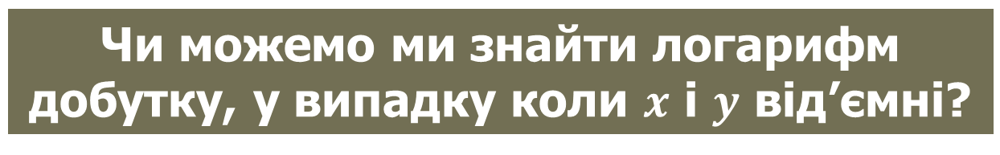 Чи можемо ми знайти логарифм
добутку, у випадку коли x і y від’ємні?